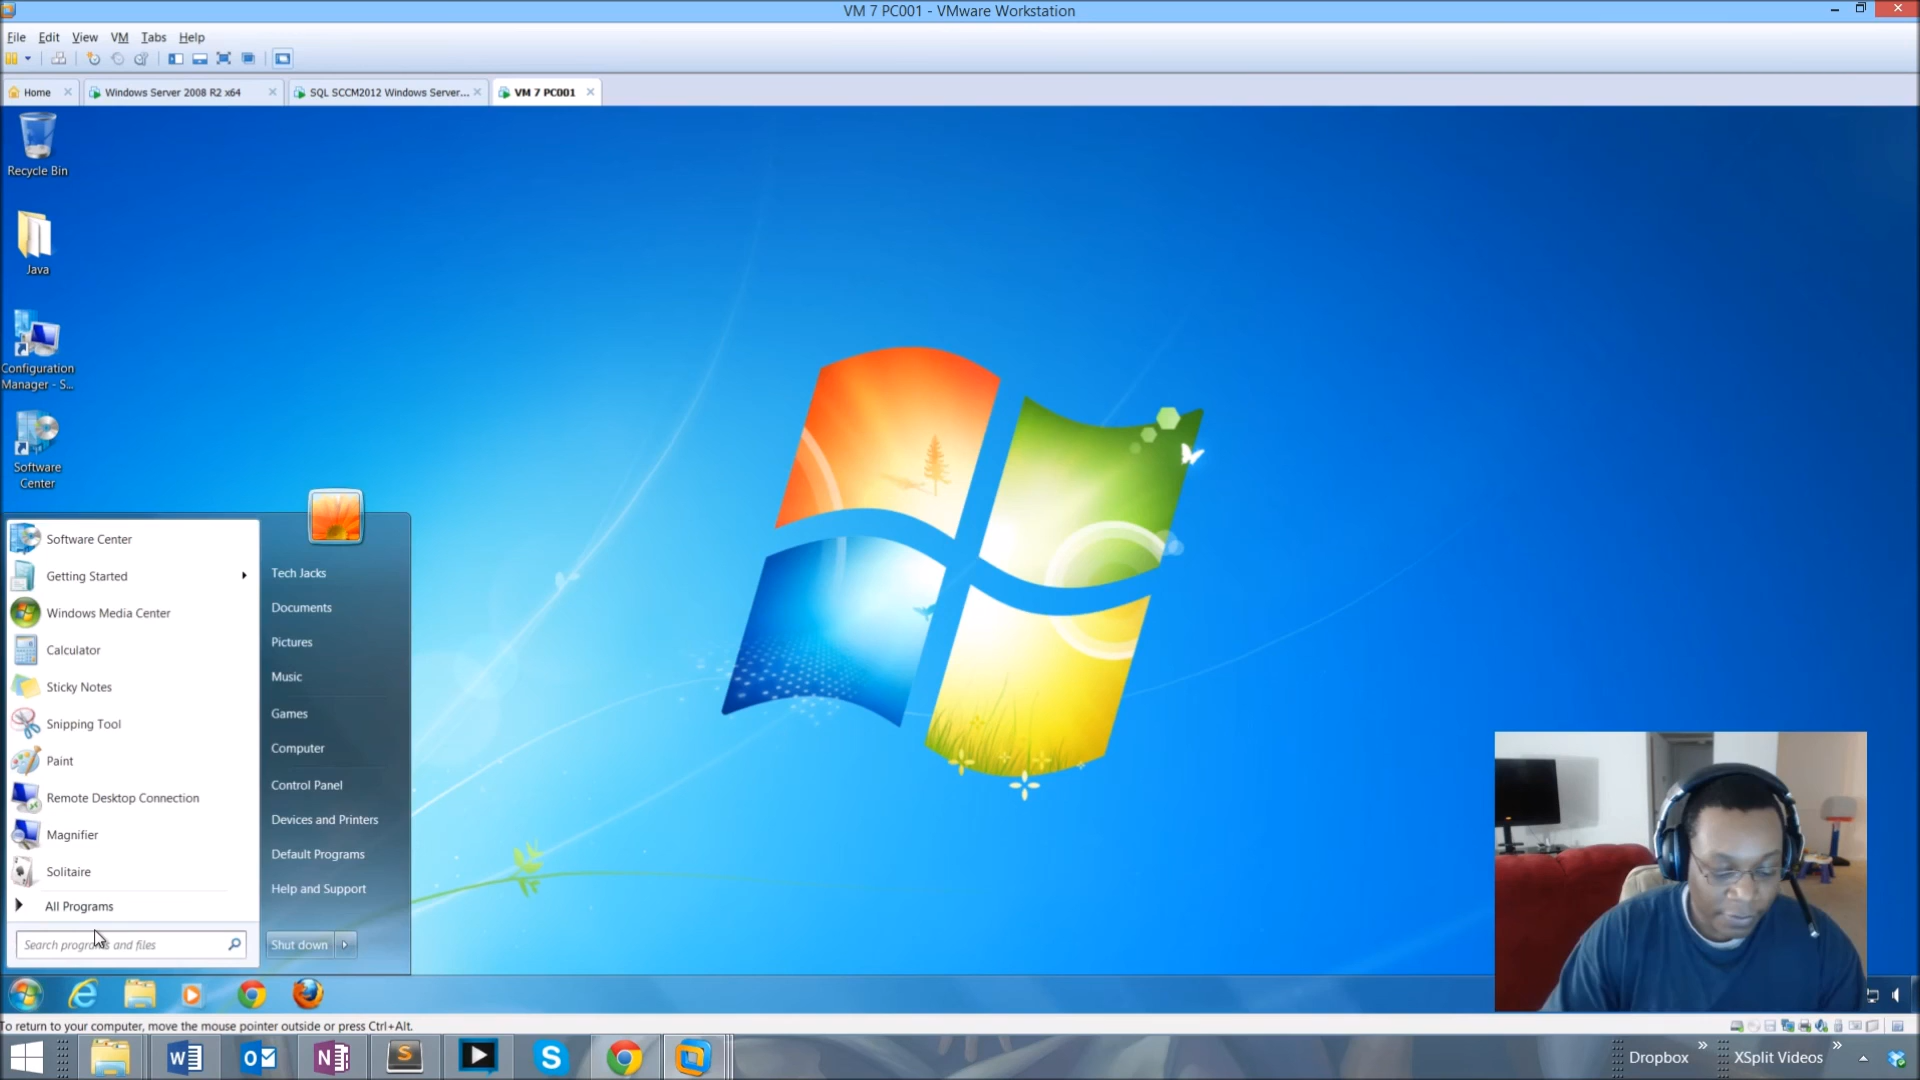 VM 7 PC001 - VMware Workstation
File Edit View VM Tabs Help
Home
Windows Server 2008 R2 x64
SQL SCCM2012 Windows Server...
VM 7 PC001
Recycle Bin
Java
Configuration
Manager - S...
Software
Center
Software Center
Getting Started
Windows Media Center
Calculator
Sticky Notes
Snipping Tool
Paint
Remote Desktop Connection
Magnifier
Solitaire
All Programs
Search programs and files
Tech Jacks
Documents
Pictures
Music
Games
Computer
Control Panel
Devices and Printers
Default Programs
Help and Support
Shut down
To return to your computer, move the mouse pointer outside or press Ctrl+Alt.
Dropbox
XSplit Videos